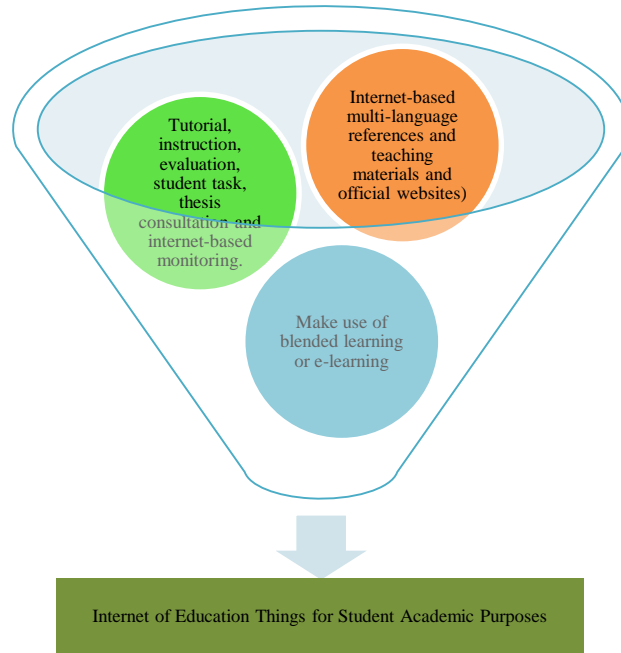 Tutorial,
instruction,
evaluation,
student task,
thesis
consultation and
internet-based
monitoring.
Internet-based
multi-language
references and
teaching
materials and
official websites)
Make use of
blended learning
or e-learning
Internet of Education Things for Student Academic Purposes